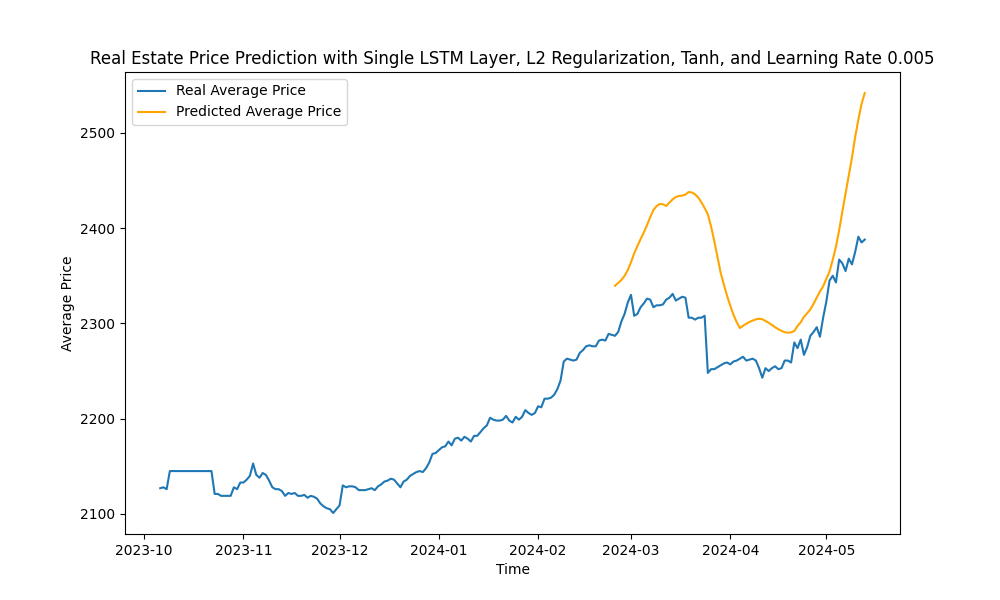 Real Estate Price Prediction with Single LSTM Layer, L2 Regularization, Tanh, and Learning Rate 0.005
Real Average Price
Predicted Average Price
Average Price
2500
2400
2300
2200
2100
2023-10 2023-11 2023-12 2024-01 2024-02 2024-03 2024-04 2024-05
Time